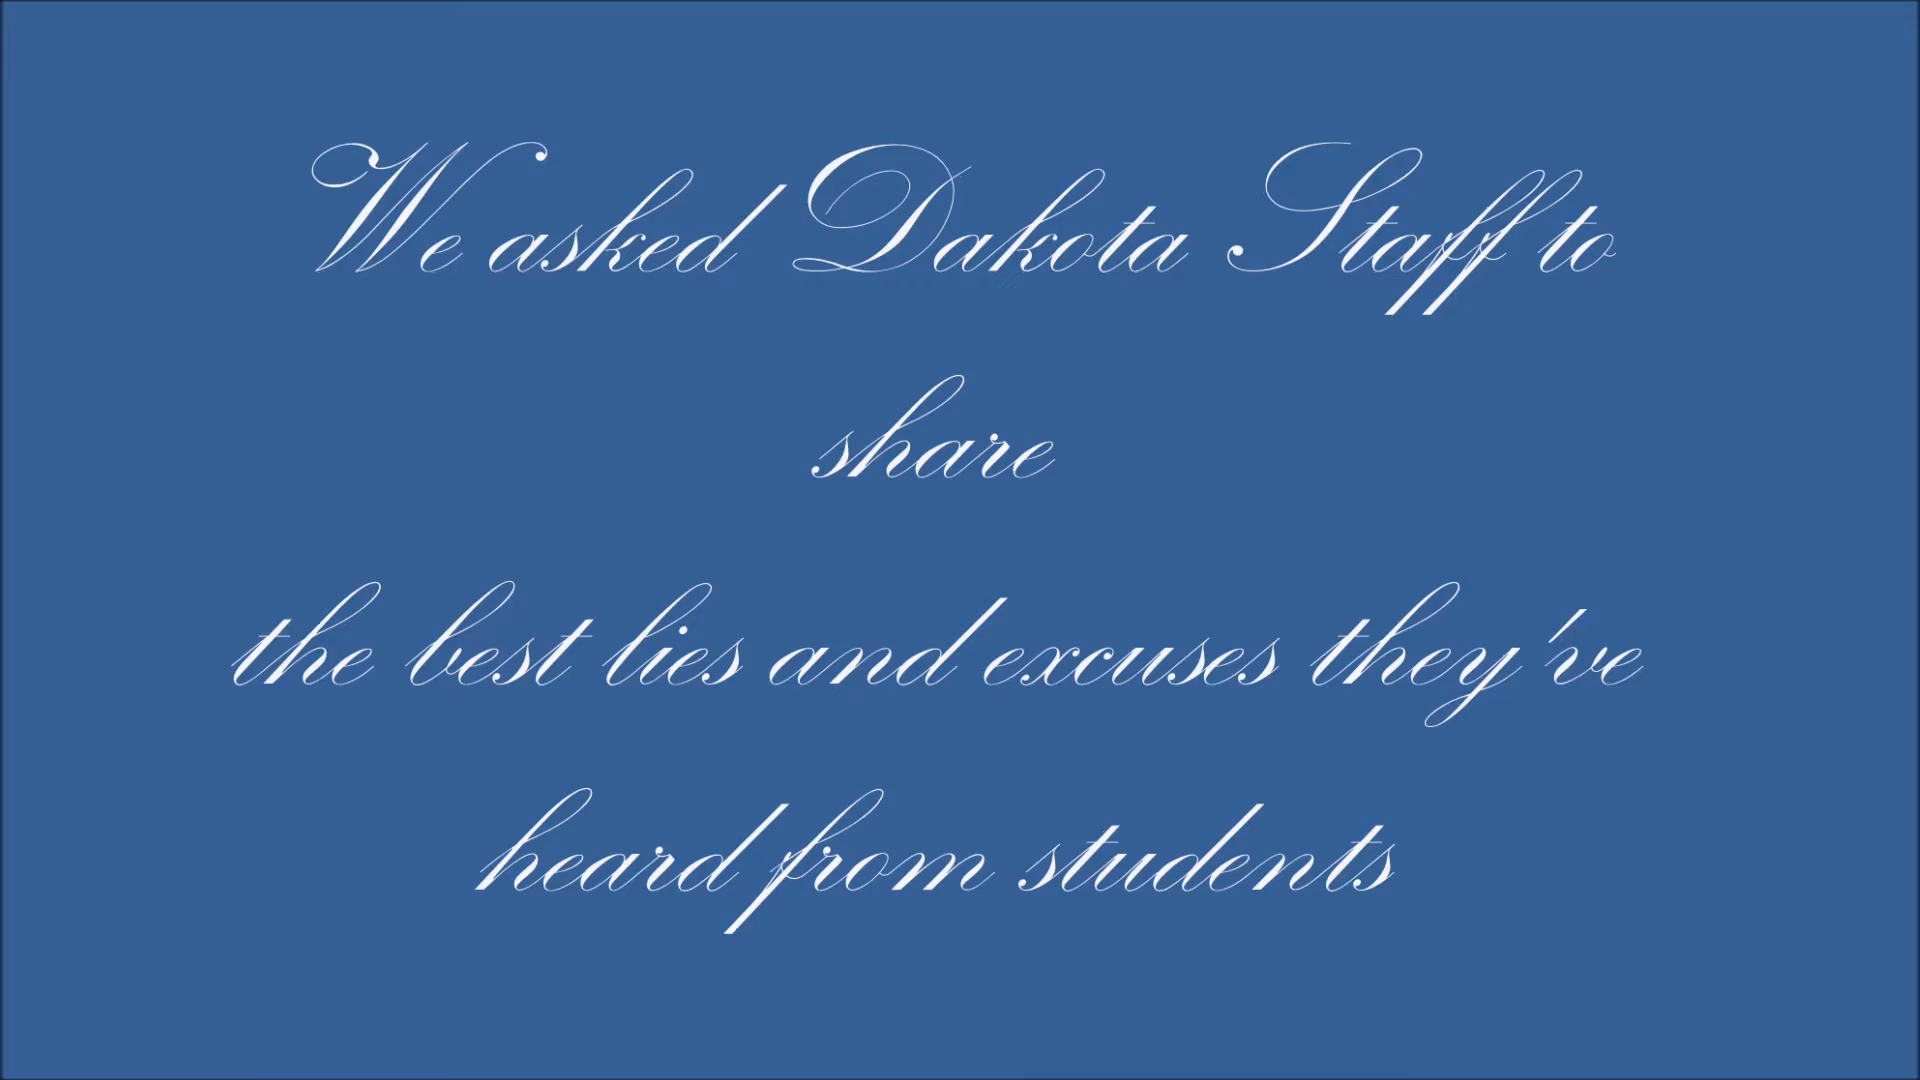 We asked Dakota Staff to
share
the best lies and excuses they've
heard from students